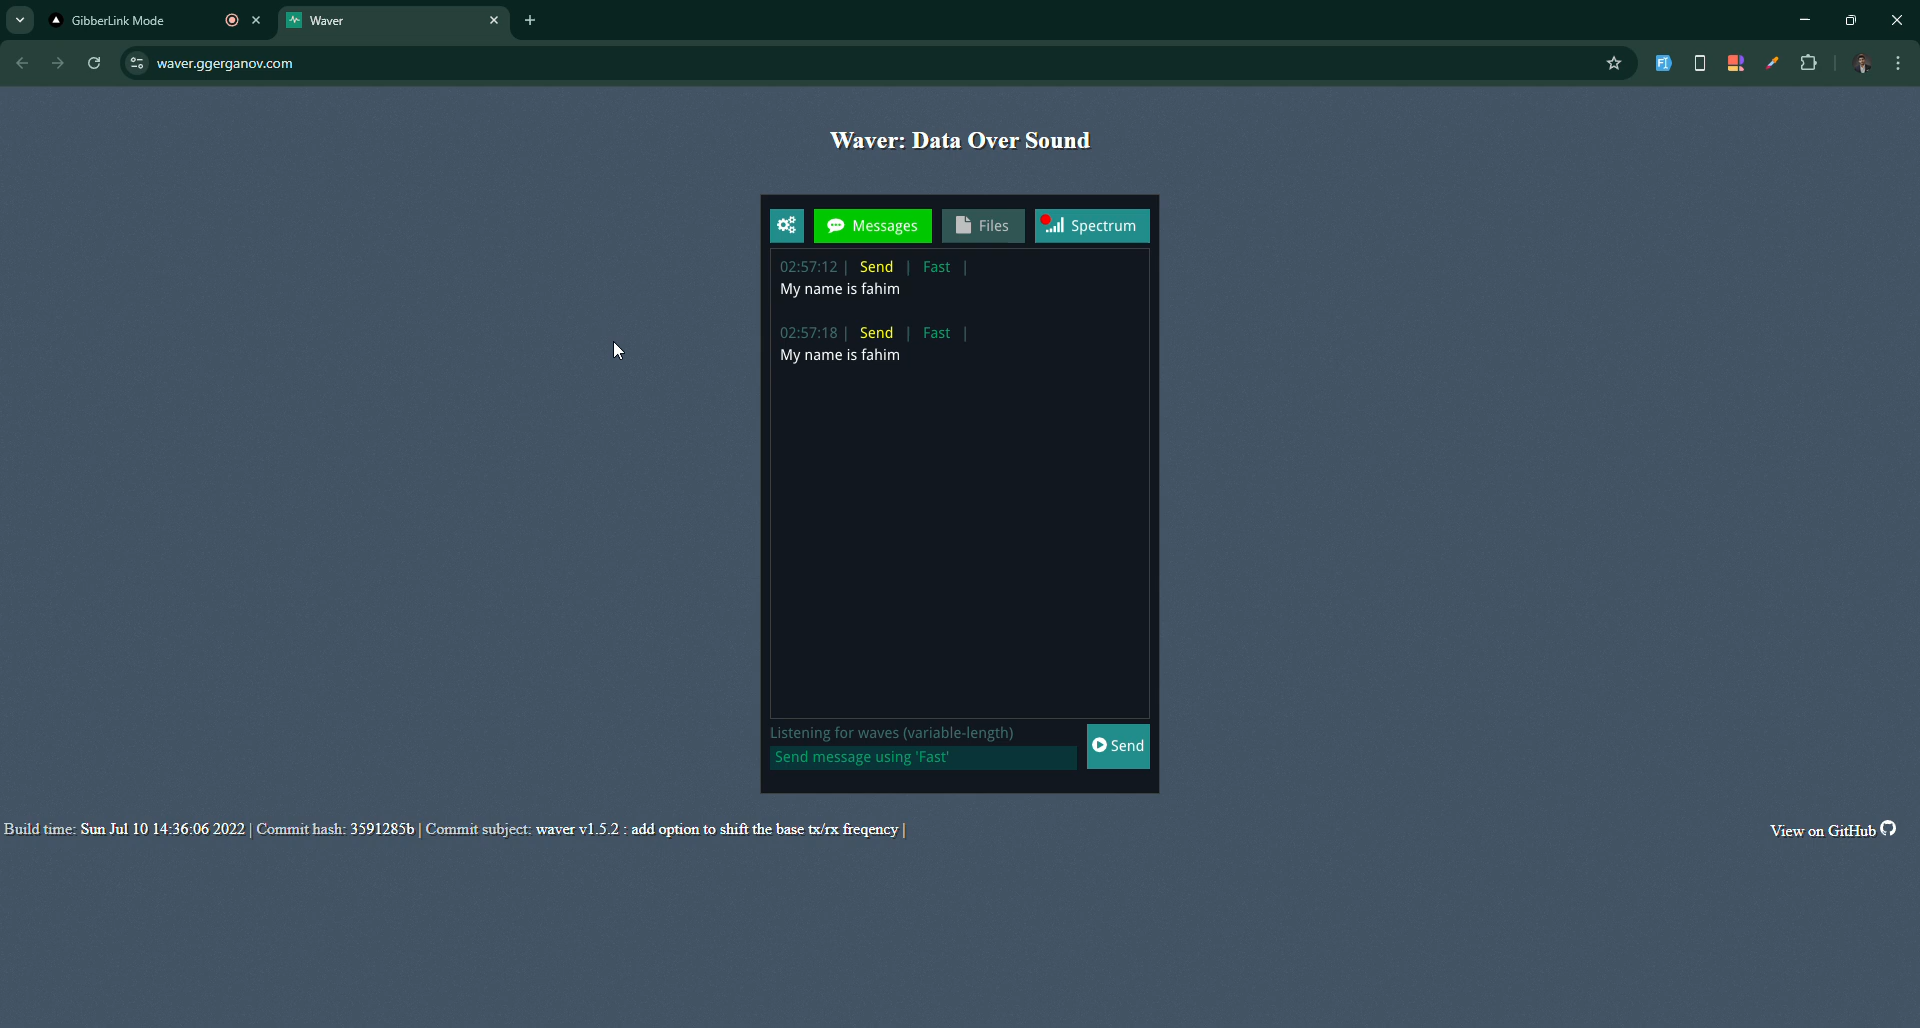 GibberLink Mode
Waver
waver.ggerganov.com
Waver: Data Over Sound
Messages
Files
Spectrum
02:57:12 | Send | Fast |
My name is fahim
02:57:18 | Send | Fast |
My name is fahim
Listening for waves (variable-length)
Send message using 'Fast'
Send
Build time: Sun Jul 10 14:36:06 2022 | Commit hash: 3591285b | Commit subject: waver v1.5.2 : add option to shift the base tx/rx freqency |
View on GitHub